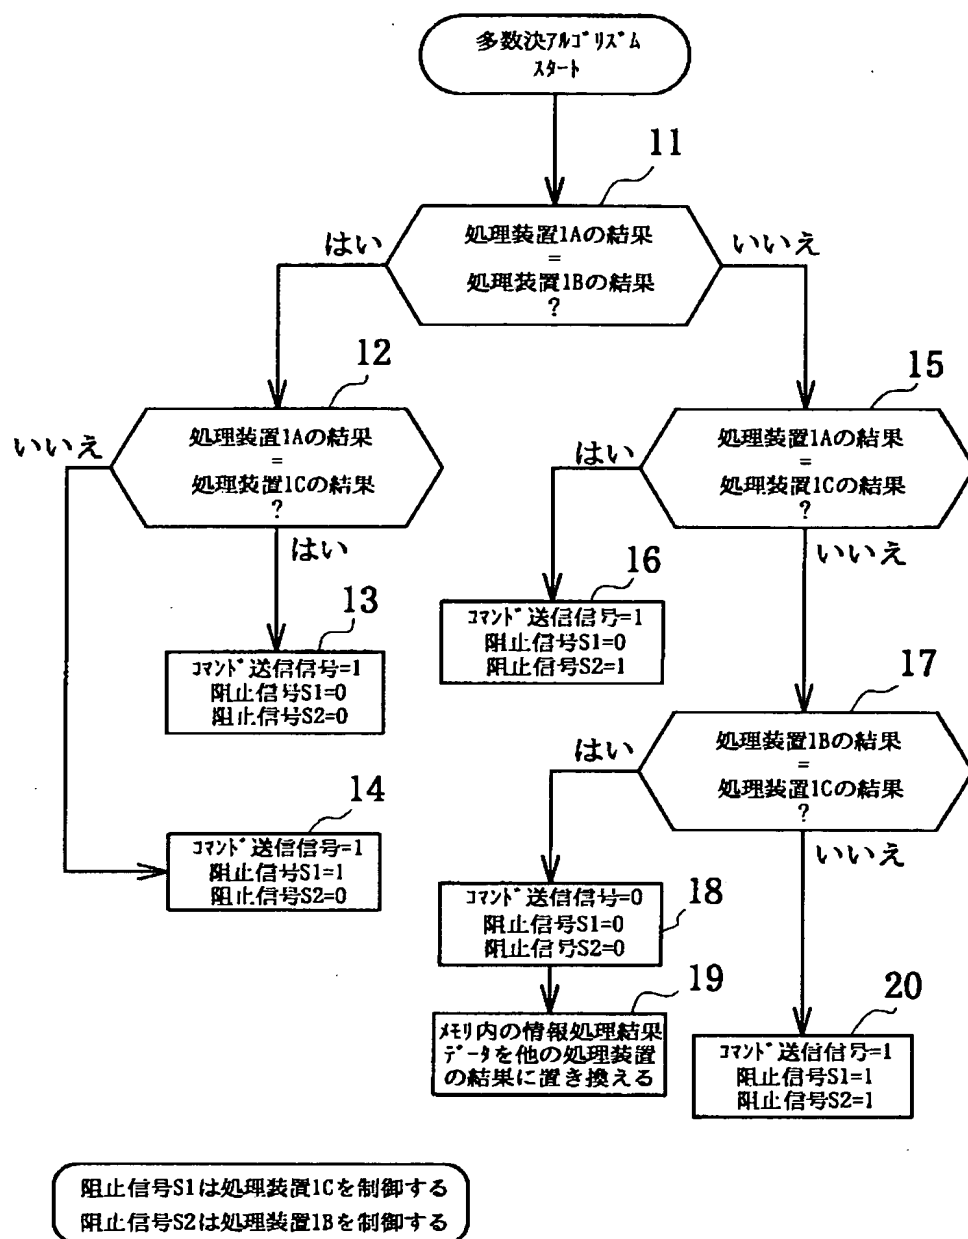 多数決アルゴリズム
スタート
11
処理装置1Aの結果
=
処理装置1Bの結果
?
はい
いいえ
12
処理装置1Aの結果
=
処理装置1Cの結果
?
いいえ
はい
15
処理装置1Aの結果
=
処理装置1Cの結果
?
はい
いいえ
13
コマンド送信信号=1
阻止信号S1=0
阻止信号S2=0
16
コマンド送信信号=1
阻止信号S1=0
阻止信号S2=1
17
処理装置1Bの結果
=
処理装置1Cの結果
?
はい
いいえ
14
コマンド送信信号=1
阻止信号S1=1
阻止信号S2=0
18
コマンド送信信号=0
阻止信号S1=0
阻止信号S2=0
19
メモリ内の情報処理結果
データを他の処理装置
の結果に置き換える
20
コマンド送信信号=1
阻止信号S1=1
阻止信号S2=1
阻止信号S1は処理装置1Cを制御する
阻止信号S2は処理装置1Bを制御する